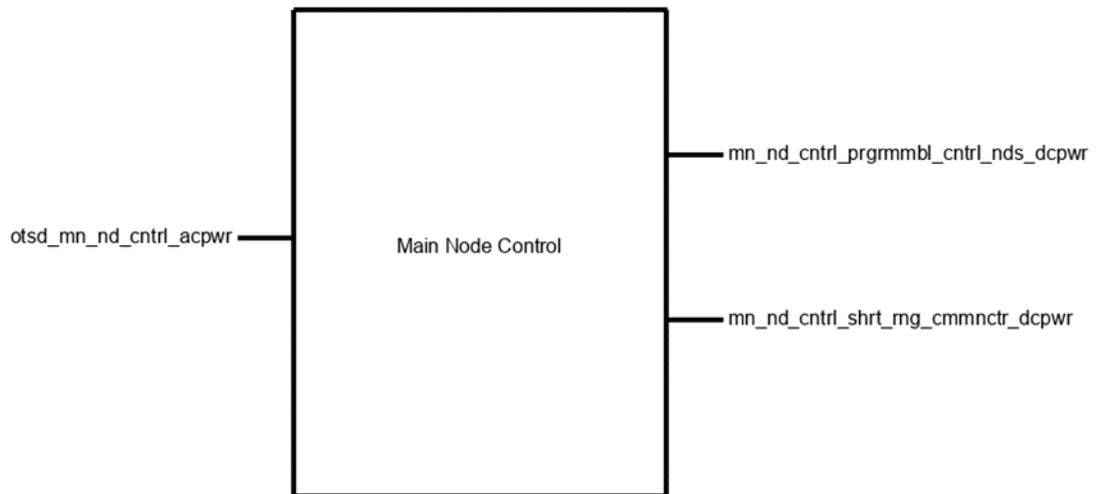 mn_nd_cntrl_prgrmmbl_cntrl_nds_dcpwr
otsd_mn_nd_cntrl_acpwr
Main Node Control
mn_nd_cntrl_shrt_rng_cmmnctr_dcpwr